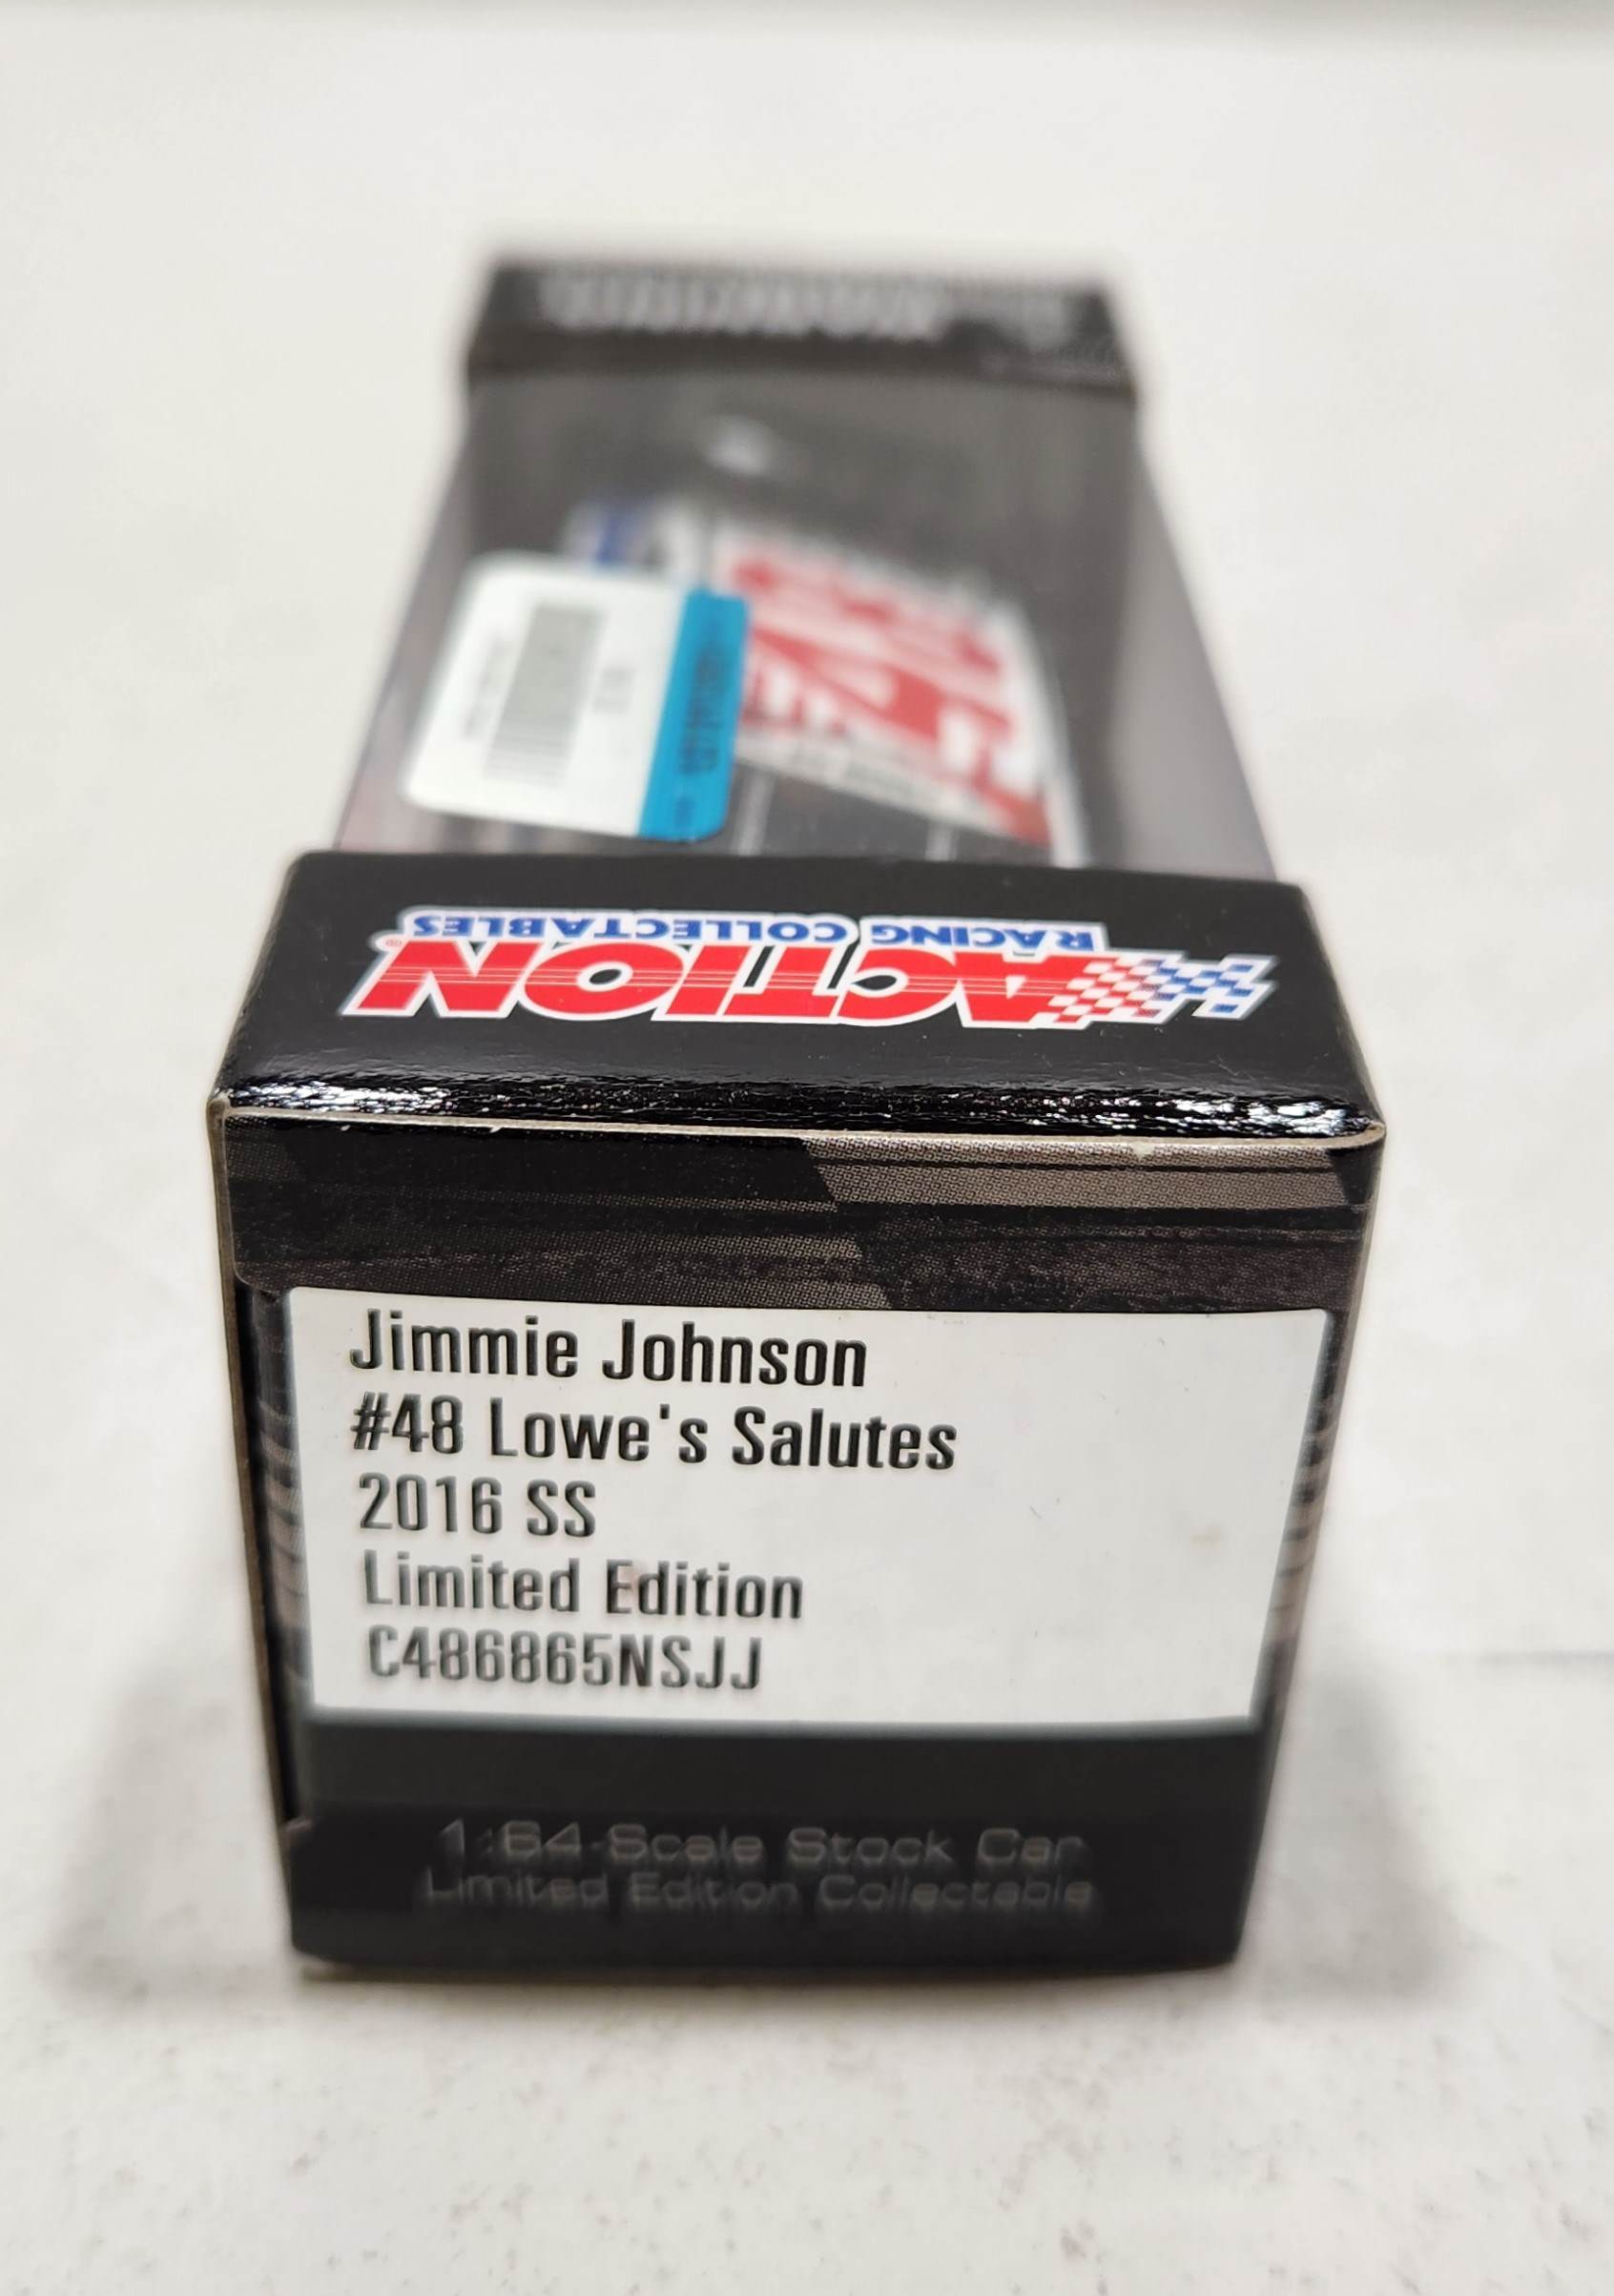 ACTION®
RACING COLLECTABLES
Jimmie Johnson
#48 Lowe's Salutes
2016 SS
Limited Edition
C486865NSJJ
1:64-Scale Stock Car
Limited Edition Collectable